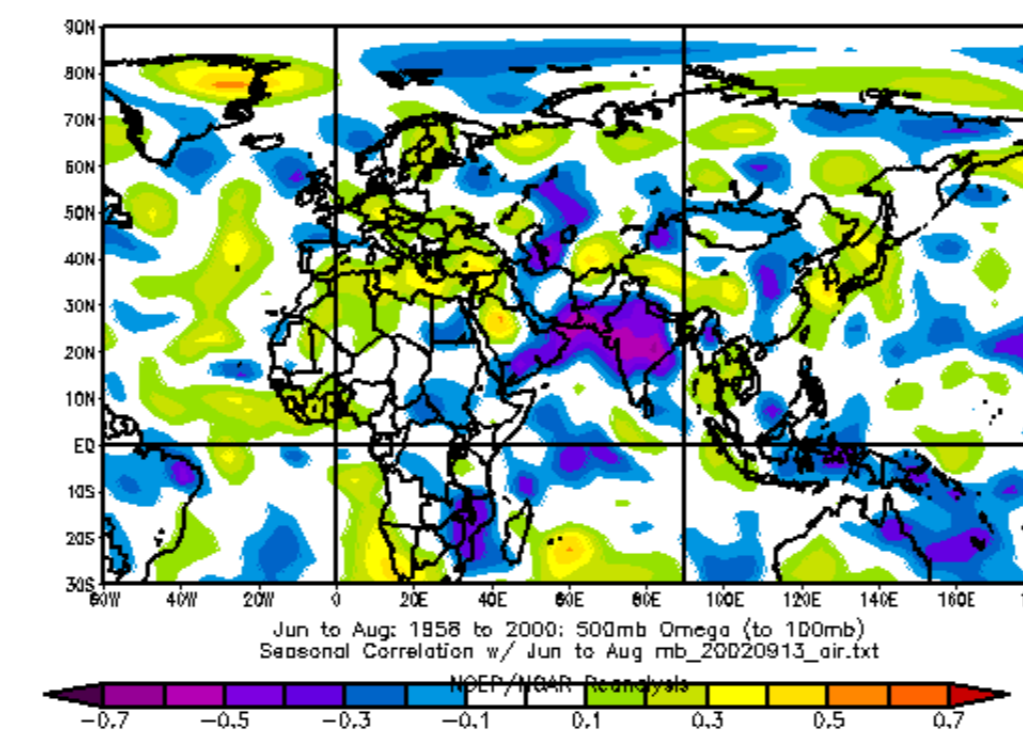 90N
80N
70N
60N
50N
40N
30N
20N
10N
EQ
10S
20S
30S
60W 40W 20W 0 20E 40E 60E 80E 100E 120E 140E 160E
Jun to Aug: 1958 to 2000: 500mb Omega (to 100mb)
Seasonal Correlation w/ Jun to Aug mb_20020913_air.txt
NCEP/NCAR Reanalysis
-0.7 -0.5 -0.3 -0.1 0.1 0.3 0.5 0.7